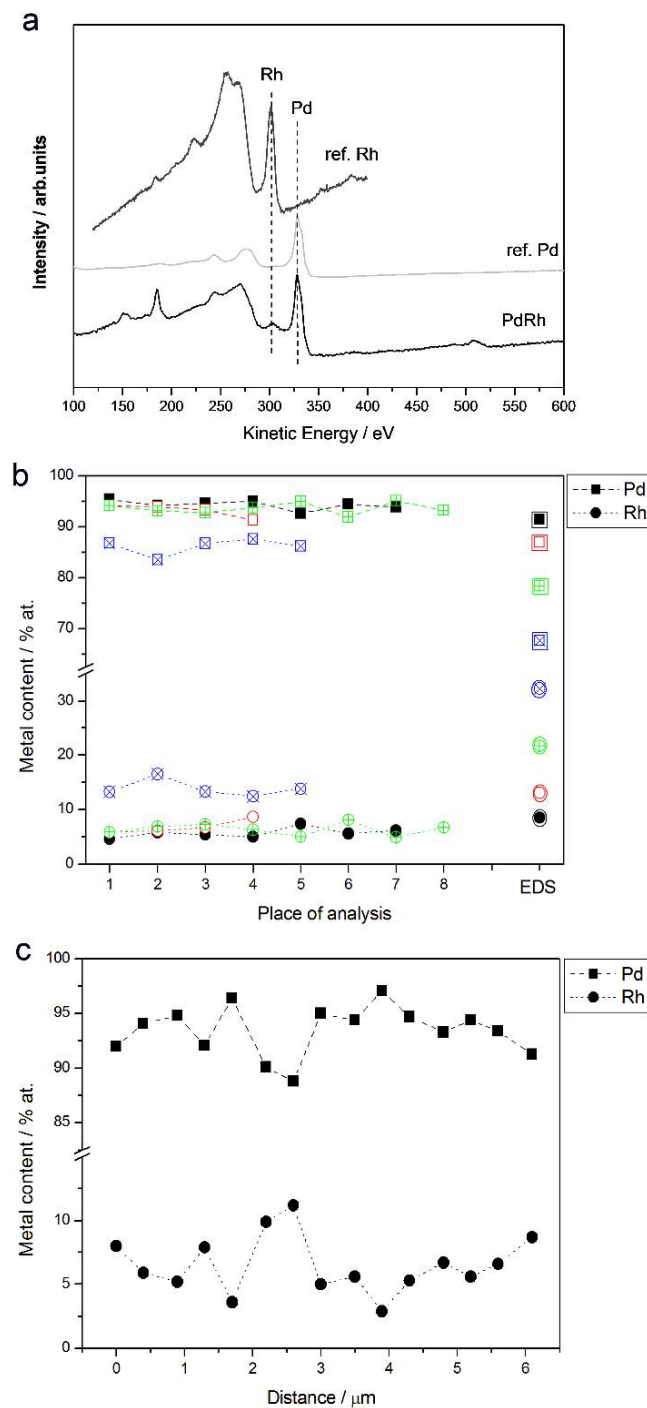 a
Rh
Pd
ref. Rh
ref. Pd
PdRh
Intensity / arb.units
100 150 200 250 300 350 400 450 500 550 600
Kinetic Energy / eV
b
100
90
80
70
30
20
10
0
Metal content / % at.
Pd
Rh
1 2 3 4 5 6 7 8 EDS
Place of analysis
c
100
95
90
85
10
5
0
Metal content / % at.
Pd
Rh
0 1 2 3 4 5 6
Distance / μm